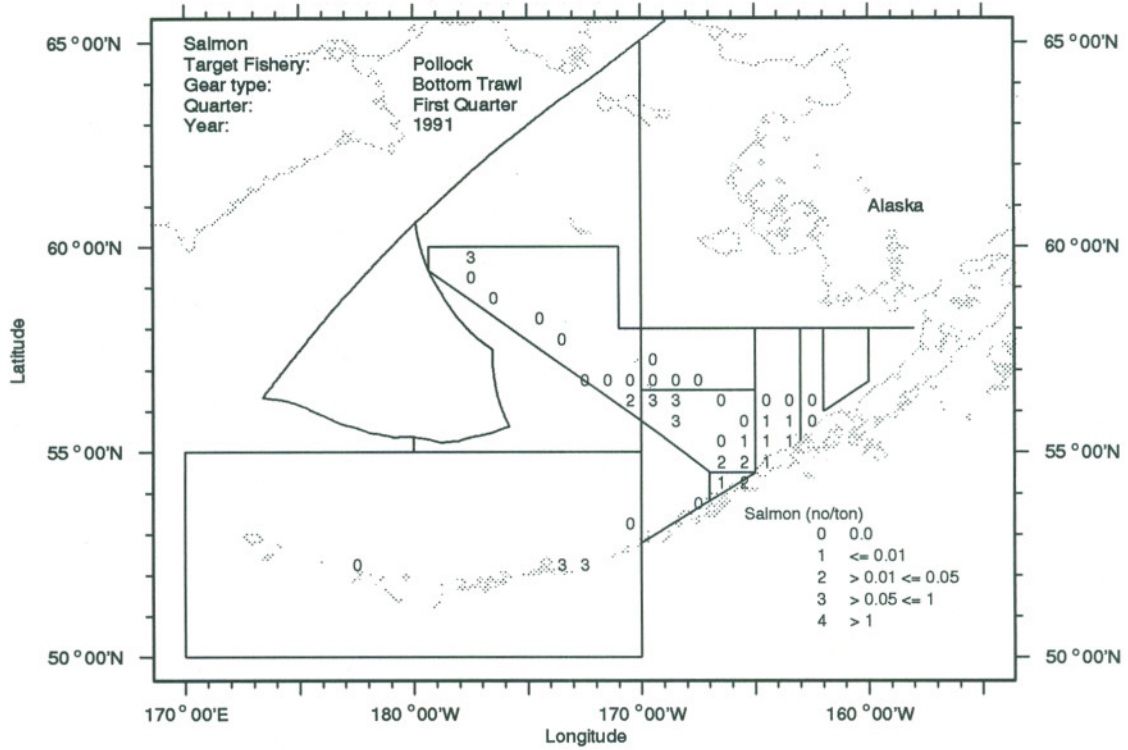 65 °00'N 65 °00'N
Salmon
Target Fishery: Pollock
Gear type: Bottom Trawl
Quarter: First Quarter
Year: 1991
Alaska
60 °00'N 60 °00'N
3
0
0
0
0
0
0 0 0 0 0 0
2 3 3 0 0 0 0
3 0 1 1 0
0 1 1 1
55 °00'N 2 2 1 55 °00'N
1 2
0
0
0 3 3
Salmon (no/ton)
0 0.0
1 <= 0.01
2 > 0.01 <= 0.05
3 > 0.05 <= 1
4 > 1
50 °00'N 50 °00'N
170 °00'E 180 °00'W 170 °00'W 160 °00'W
Longitude
Latitude